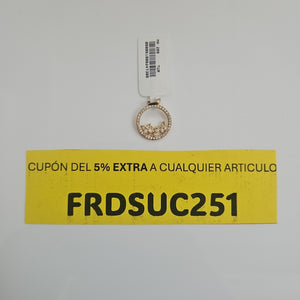 CUPÓN DEL 5% EXTRA A CUALQUIER ARTICULO
FRDSUC251